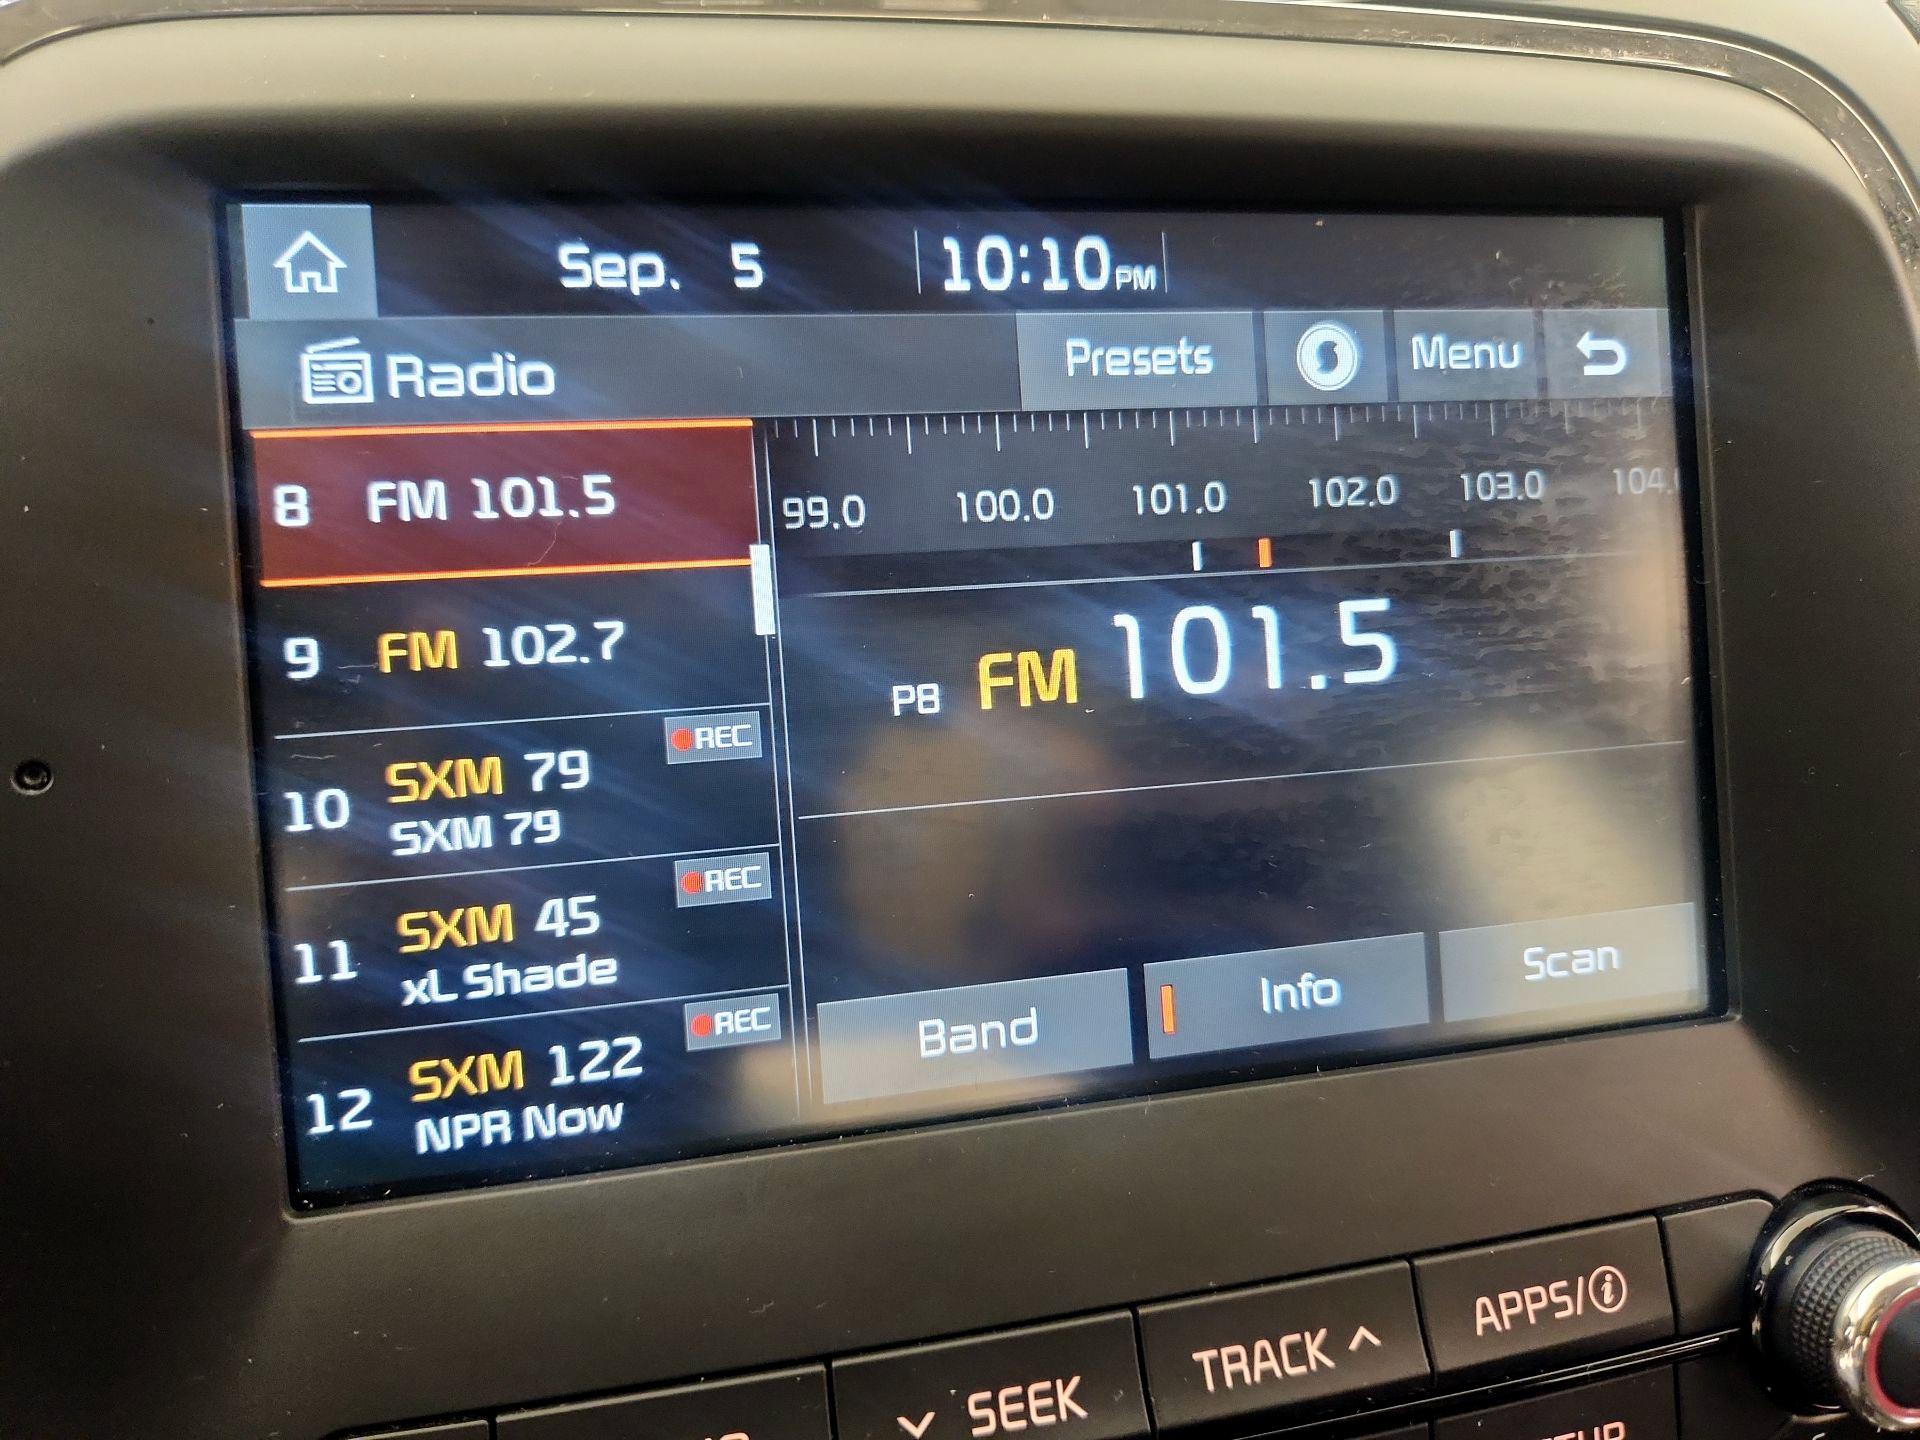 Sep. 5 10:10PM
Radio Presets Menu
8 FM 101.5
9 FM 102.7
REC
10 SXM 79
SXM 79
REC
11 SXM 45
xL Shade
REC
12 SXM 122
NPR Now
99.0 100.0 101.0 102.0 103.0 104.
P8 FM 101.5
Band Info Scan
SEEK TRACK APPS/i